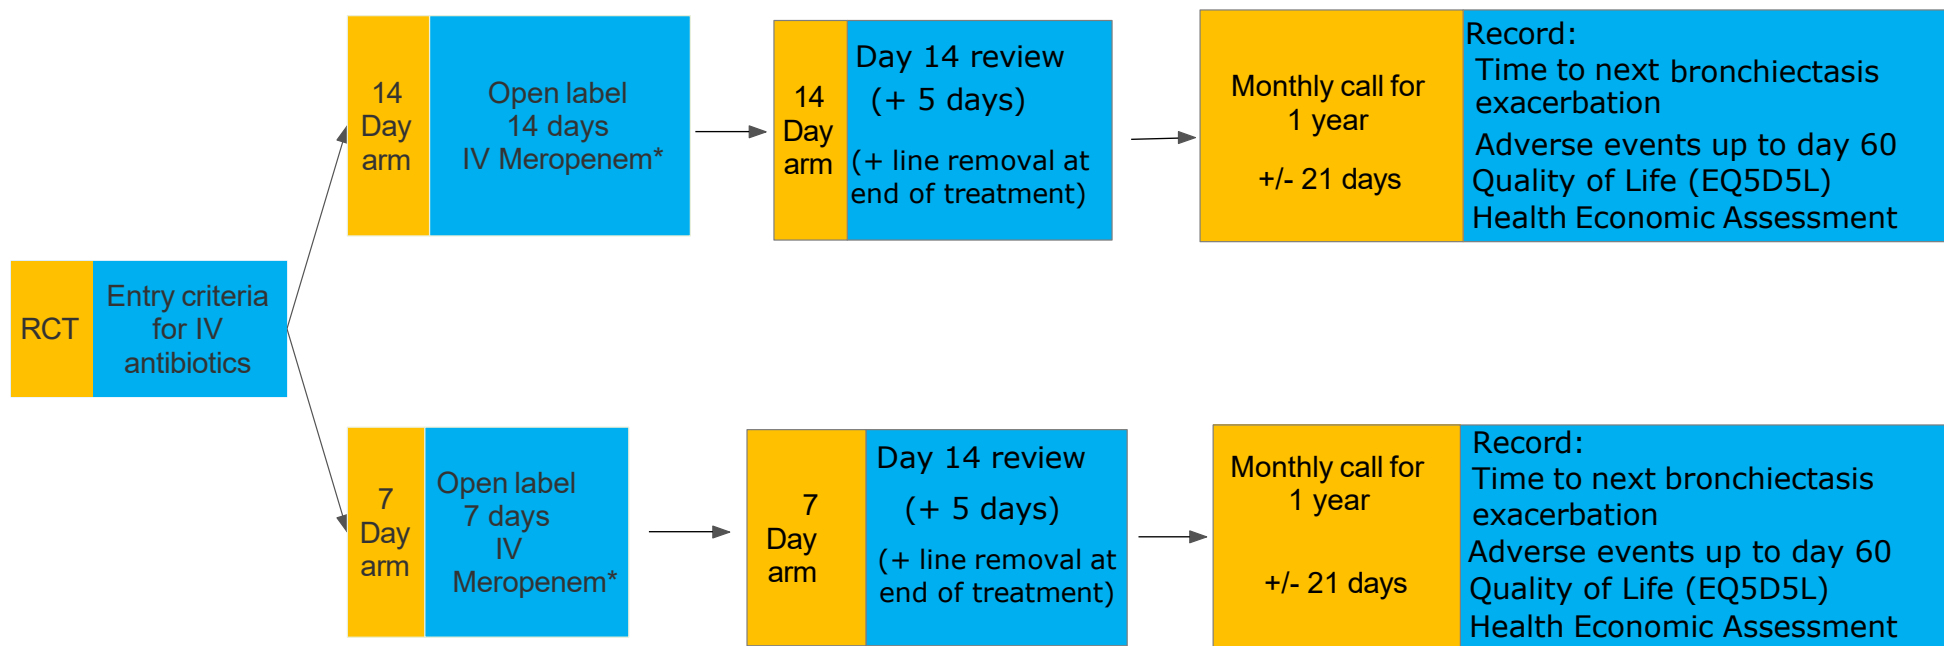 RCT
Entry criteria
for IV
antibiotics
14
Day
arm
Open label
14 days
IV Meropenem*
14
Day
arm
Day 14 review
(+ 5 days)
(+ line removal at
end of treatment)
Monthly call for
1 year
+/- 21 days
Record:
Time to next bronchiectasis
exacerbation
Adverse events up to day 60
Quality of Life (EQ5D5L)
Health Economic Assessment
7
Day
arm
Open label
7 days
IV
Meropenem*
7
Day
arm
Day 14 review
(+ 5 days)
(+ line removal at
end of treatment)
Monthly call for
1 year
+/- 21 days
Record:
Time to next bronchiectasis
exacerbation
Adverse events up to day 60
Quality of Life (EQ5D5L)
Health Economic Assessment